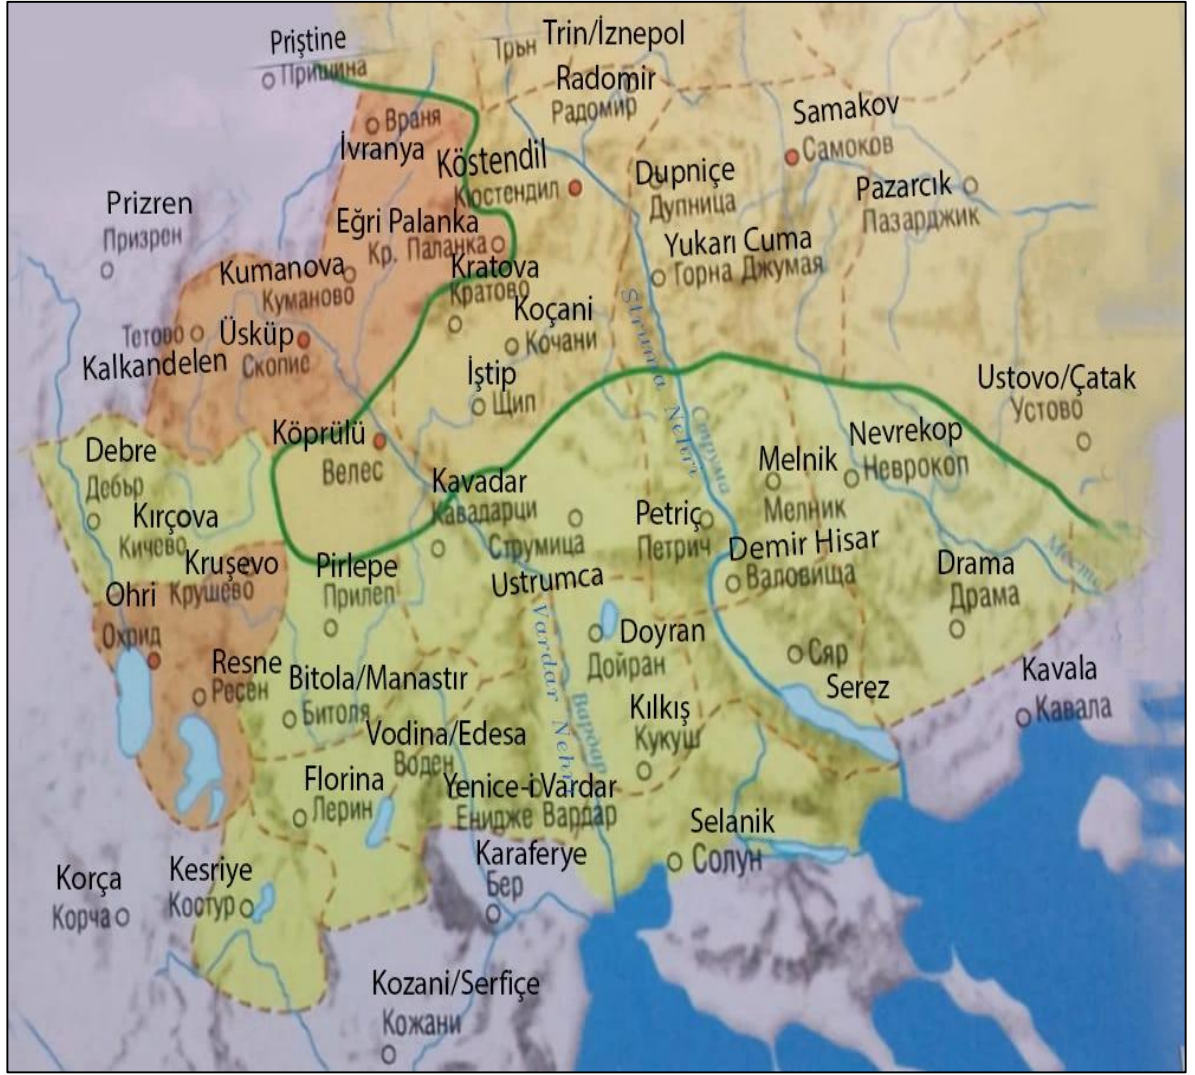 Priştine
Пришина
Трън
Trin/İznepol
Radomir
Радомир
Враня
İvranya
Samakov
Самоков
Köstendil
Кюстендил
Dupniçe
Дупница
Pazarcık
Пазарджик
Prizren
Призрен
Eğri Palanka
Кр. Паланка
Yukarı Cuma
Горна Джумая
Kumanova
Куманово
Kratova
Кратово
Koçani
Кочани
Тетово
Kalkandelen
Üsküp
Скопие
Struma Nehri
Струма
İştip
Щип
Ustovo/Çatak
Устово
Köprülü
Велес
Debre
Дебър
Nevrekop
Неврокоп
Melnik
Мелник
Kavadar
Кавадарци
Kırçova
Кичево
Струмица
Ustrumca
Petriç
Петрич
Demir Hisar
Валовища
Места
Kruşevo
Крушево
Pirlepe
Прилеп
Drama
Драма
Ohri
Охрид
Vardar Nehri
Вардар
Doyran
Дойран
Сяр
Serez
Resne
Ресен
Bitola/Manastır
Битоля
Kavala
Кавала
Kılkış
Кукуш
Vodina/Edesa
Воден
Florina
Лерин
Yenice-i Vardar
Енидже Вардар
Selanik
Солун
Karaferye
Бер
Korça
Корча
Kesriye
Костур
Kozani/Serfiçe
Кожани